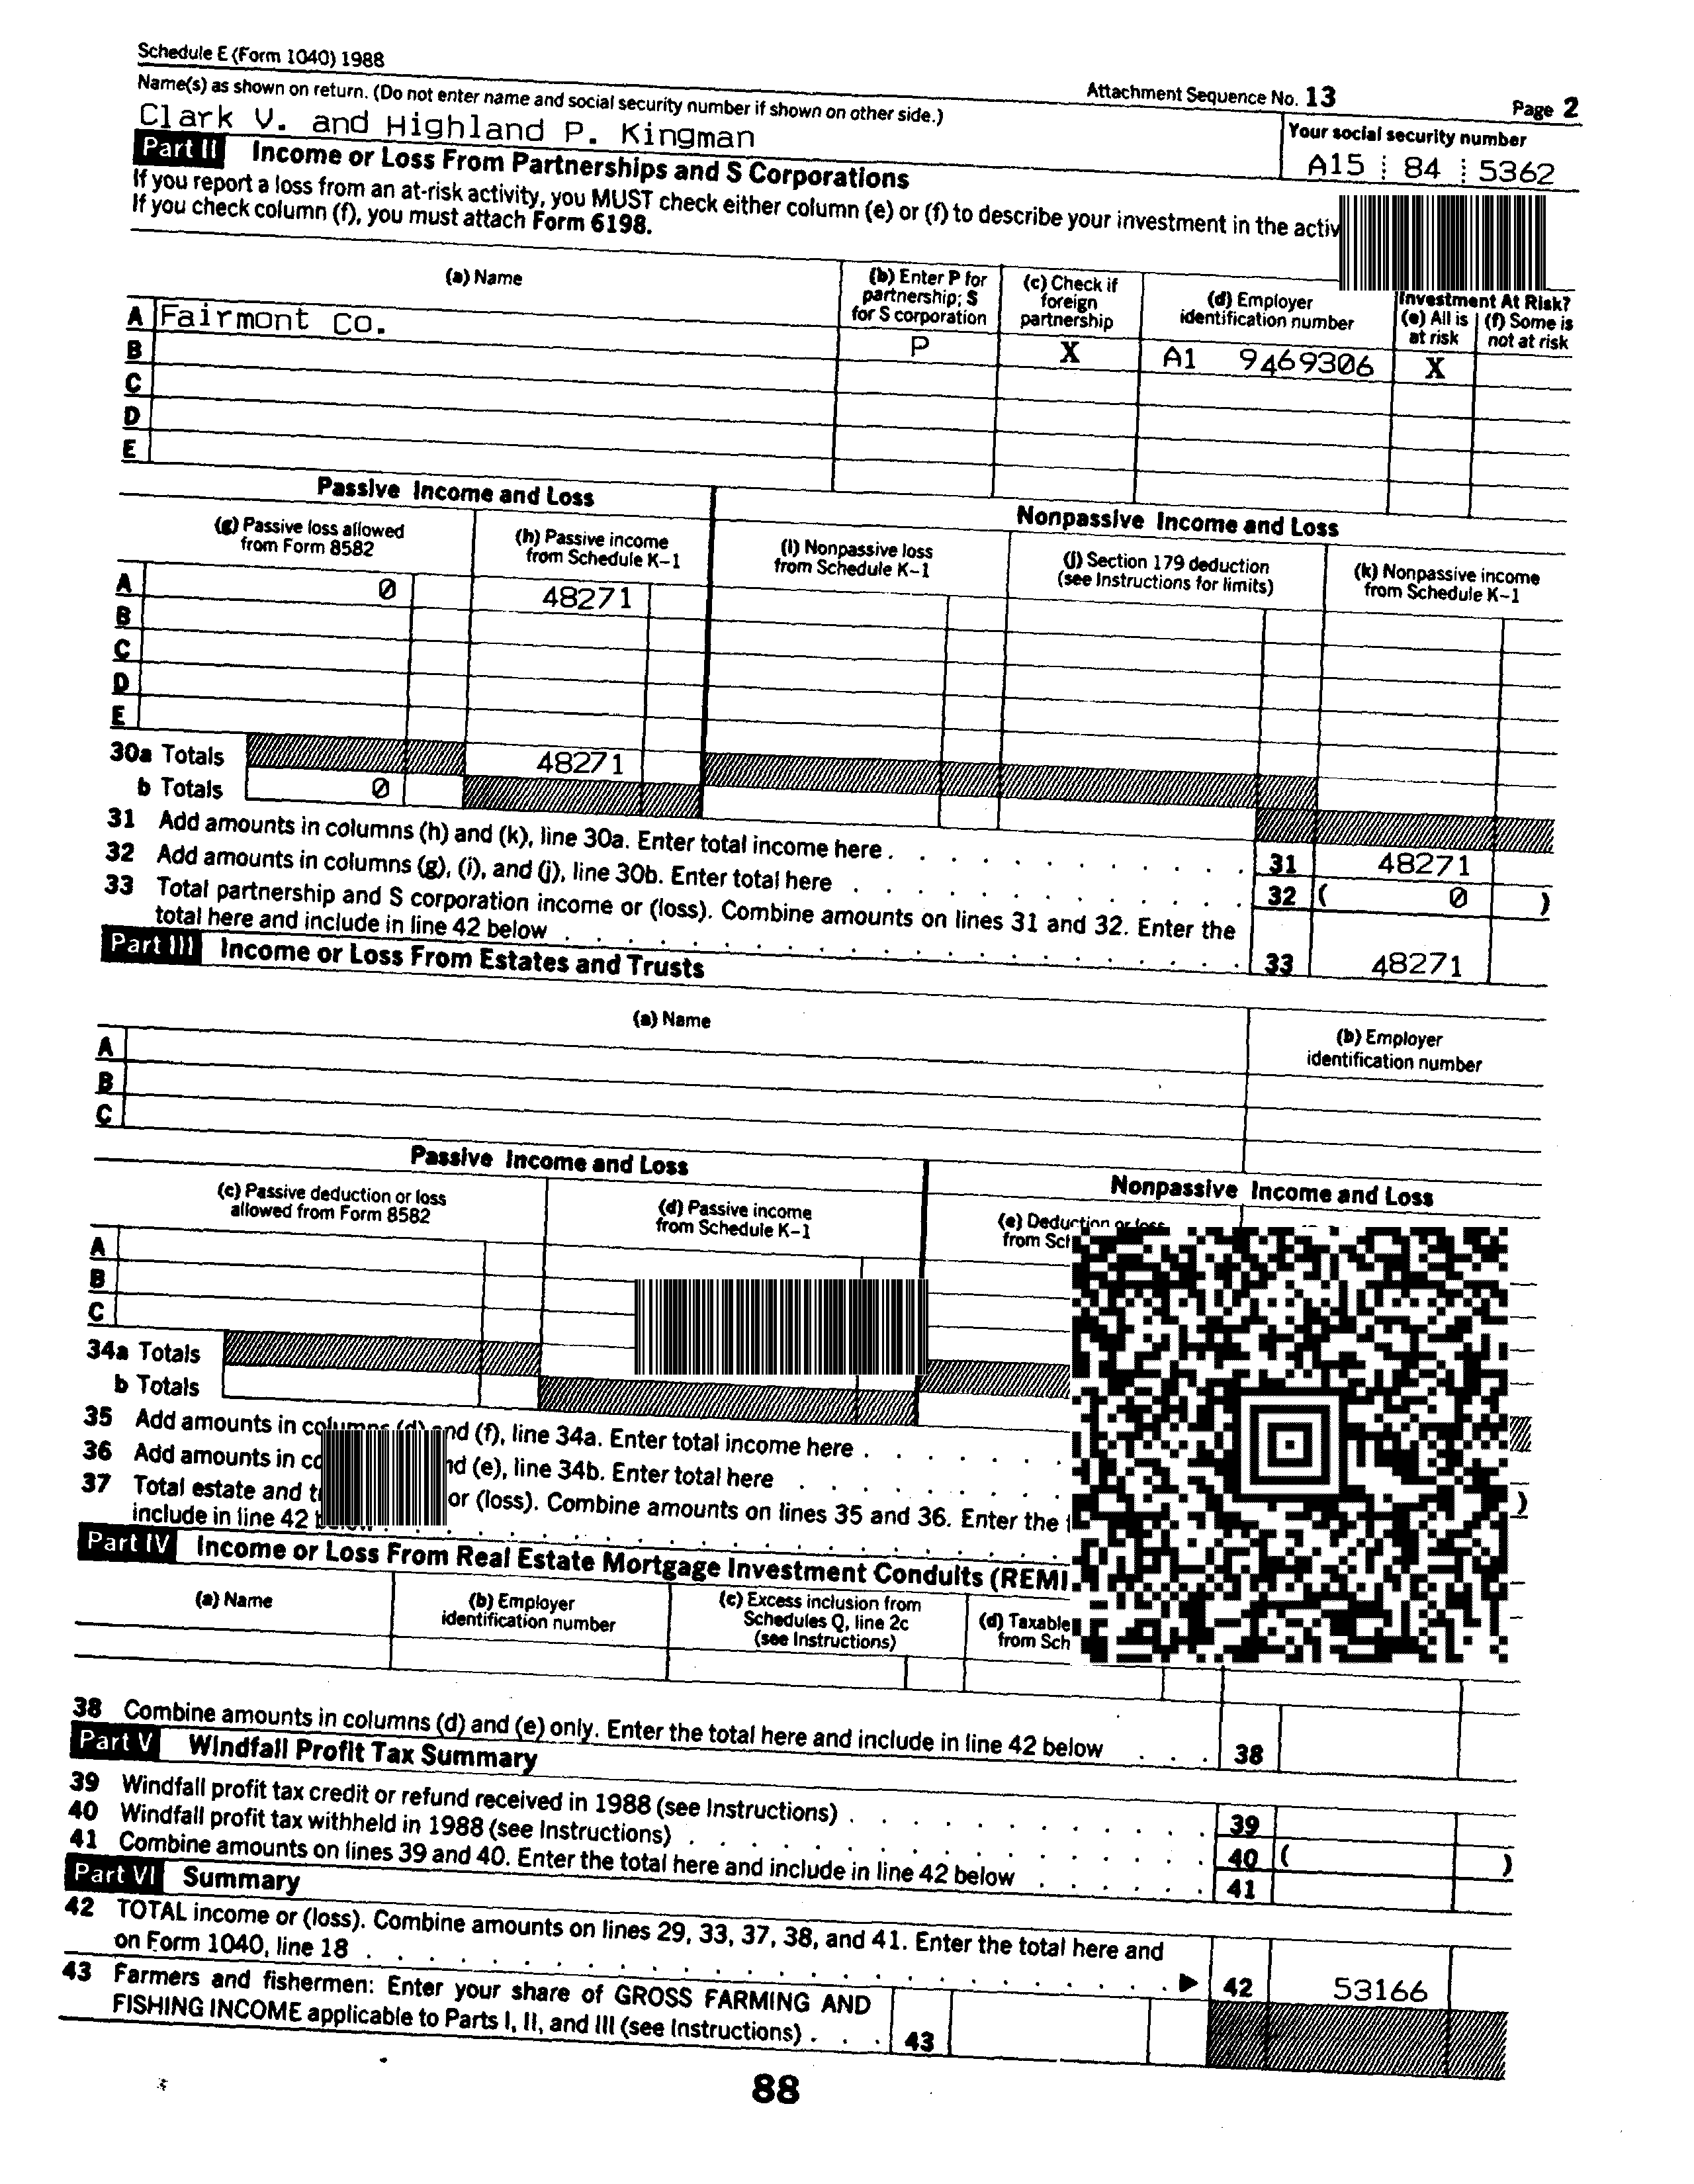 Schedule E (Form 1040) 1988
Attachment Sequence No. 13
Page 2
Name(s) as shown on return. (Do not enter name and social security number if shown on other side.)
Your social security number
Clark V. and Highland P. Kingman
A15 84 5362
Part II Income or Loss From Partnerships and S Corporations
If you report a loss from an at-risk activity, you MUST check either column (e) or (f) to describe your investment in the activ
If you check column (f), you must attach Form 6198.
(a) Name
(b) Enter P for partnership; S for S corporation
(c) Check if foreign partnership
(d) Employer identification number
Investment At Risk?
(e) All is at risk
(f) Some is not at risk
A Fairmont Co. P X A1 9469306 X
B
C
D
E
Passive Income and Loss
Nonpassive Income and Loss
(g) Passive loss allowed from Form 8582
(h) Passive income from Schedule K-1
(i) Nonpassive loss from Schedule K-1
(j) Section 179 deduction (see Instructions for limits)
(k) Nonpassive income from Schedule K-1
A 0 48271
B
C
D
E
30a Totals 48271
b Totals 0
31 Add amounts in columns (h) and (k), line 30a. Enter total income here . . . 31 48271
32 Add amounts in columns (g), (i), and (j), line 30b. Enter total here . . . 32 ( 0 )
33 Total partnership and S corporation income or (loss). Combine amounts on lines 31 and 32. Enter the
total here and include in line 42 below . . . 33 48271
Part III Income or Loss From Estates and Trusts
(a) Name
(b) Employer identification number
A
B
C
Passive Income and Loss
Nonpassive Income and Loss
(c) Passive deduction or loss allowed from Form 8582
(d) Passive income from Schedule K-1
(e) Deduction or loss
from Sch
A
B
C
34a Totals
b Totals
35 Add amounts in columns (d) and (f), line 34a. Enter total income here . . .
36 Add amounts in co nd (e), line 34b. Enter total here . . .
37 Total estate and t or (loss). Combine amounts on lines 35 and 36. Enter the )
include in line 42 below . . .
Part IV Income or Loss From Real Estate Mortgage Investment Conduits (REMI
(a) Name
(b) Employer identification number
(c) Excess inclusion from Schedules Q, line 2c (see Instructions)
(d) Taxable
from Sch
38 Combine amounts in columns (d) and (e) only. Enter the total here and include in line 42 below . . . 38
Part V Windfall Profit Tax Summary
39 Windfall profit tax credit or refund received in 1988 (see Instructions) . . . 39
40 Windfall profit tax withheld in 1988 (see Instructions) . . . 40 ( )
41 Combine amounts on lines 39 and 40. Enter the total here and include in line 42 below . . . 41
Part VI Summary
42 TOTAL income or (loss). Combine amounts on lines 29, 33, 37, 38, and 41. Enter the total here and
on Form 1040, line 18 . . . ▶ 42 53166
43 Farmers and fishermen: Enter your share of GROSS FARMING AND
FISHING INCOME applicable to Parts I, II, and III (see Instructions) . . . 43
88